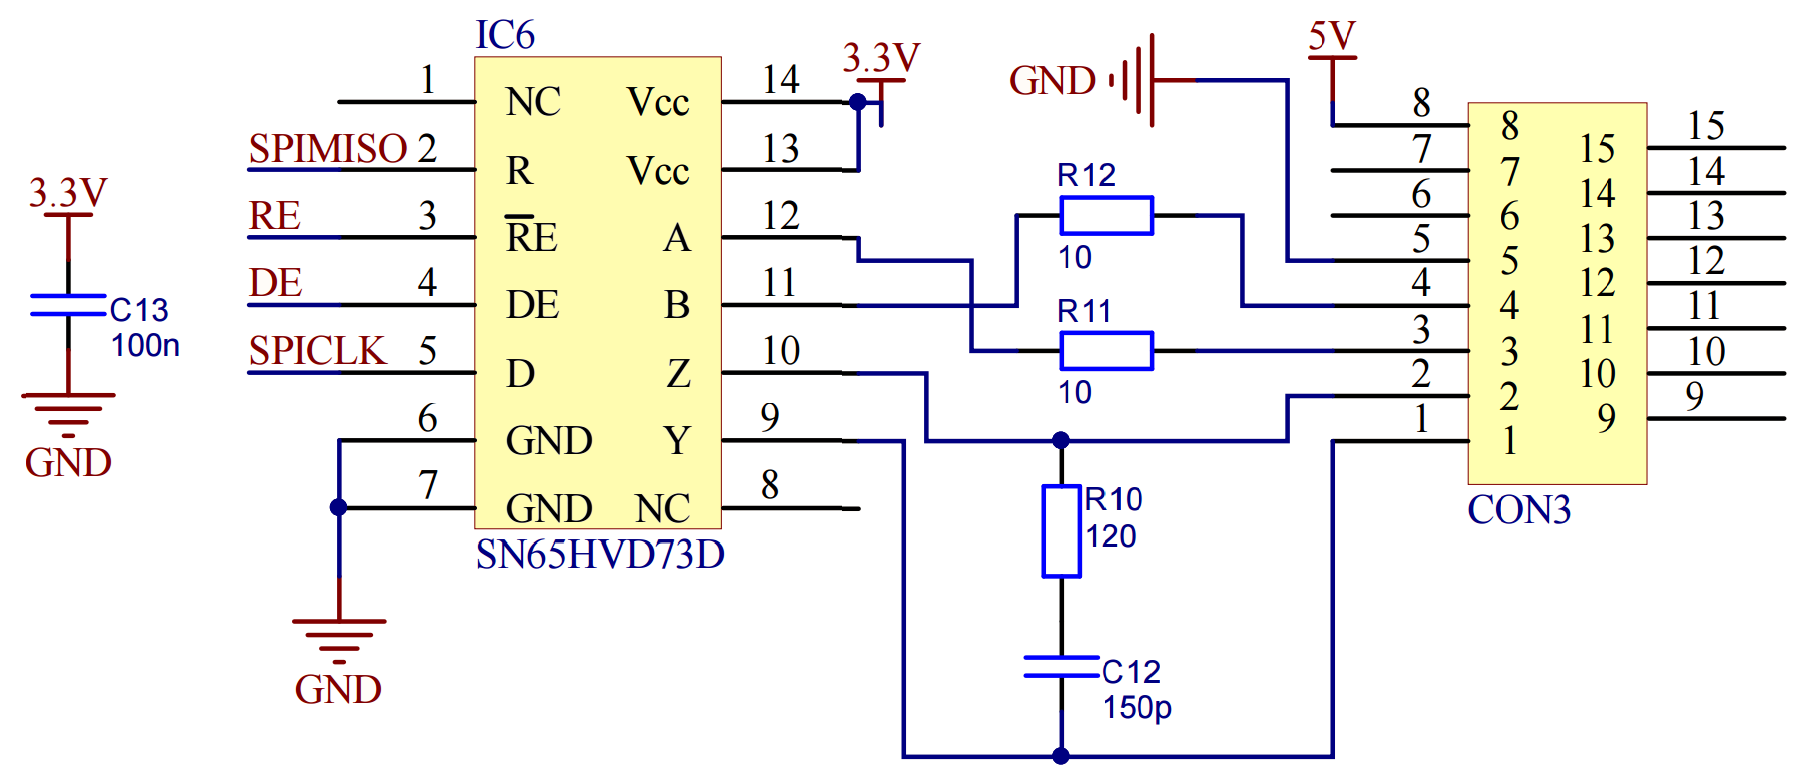 IC6
1 NC Vcc 14 3.3V
SPIMISO 2 R Vcc 13
RE 3 RE A 12
DE 4 DE B 11
SPICLK 5 D Z 10
6 GND Y 9
7 GND NC 8
SN65HVD73D
GND
3.3V
C13
100n
GND
GND
5V
R12
10
R11
10
R10
120
C12
150p
8 8 15 15
7 7 14 14
6 6 13 13
5 5 12 12
4 4 11 11
3 3 10 10
2 2 9 9
1 1
CON3